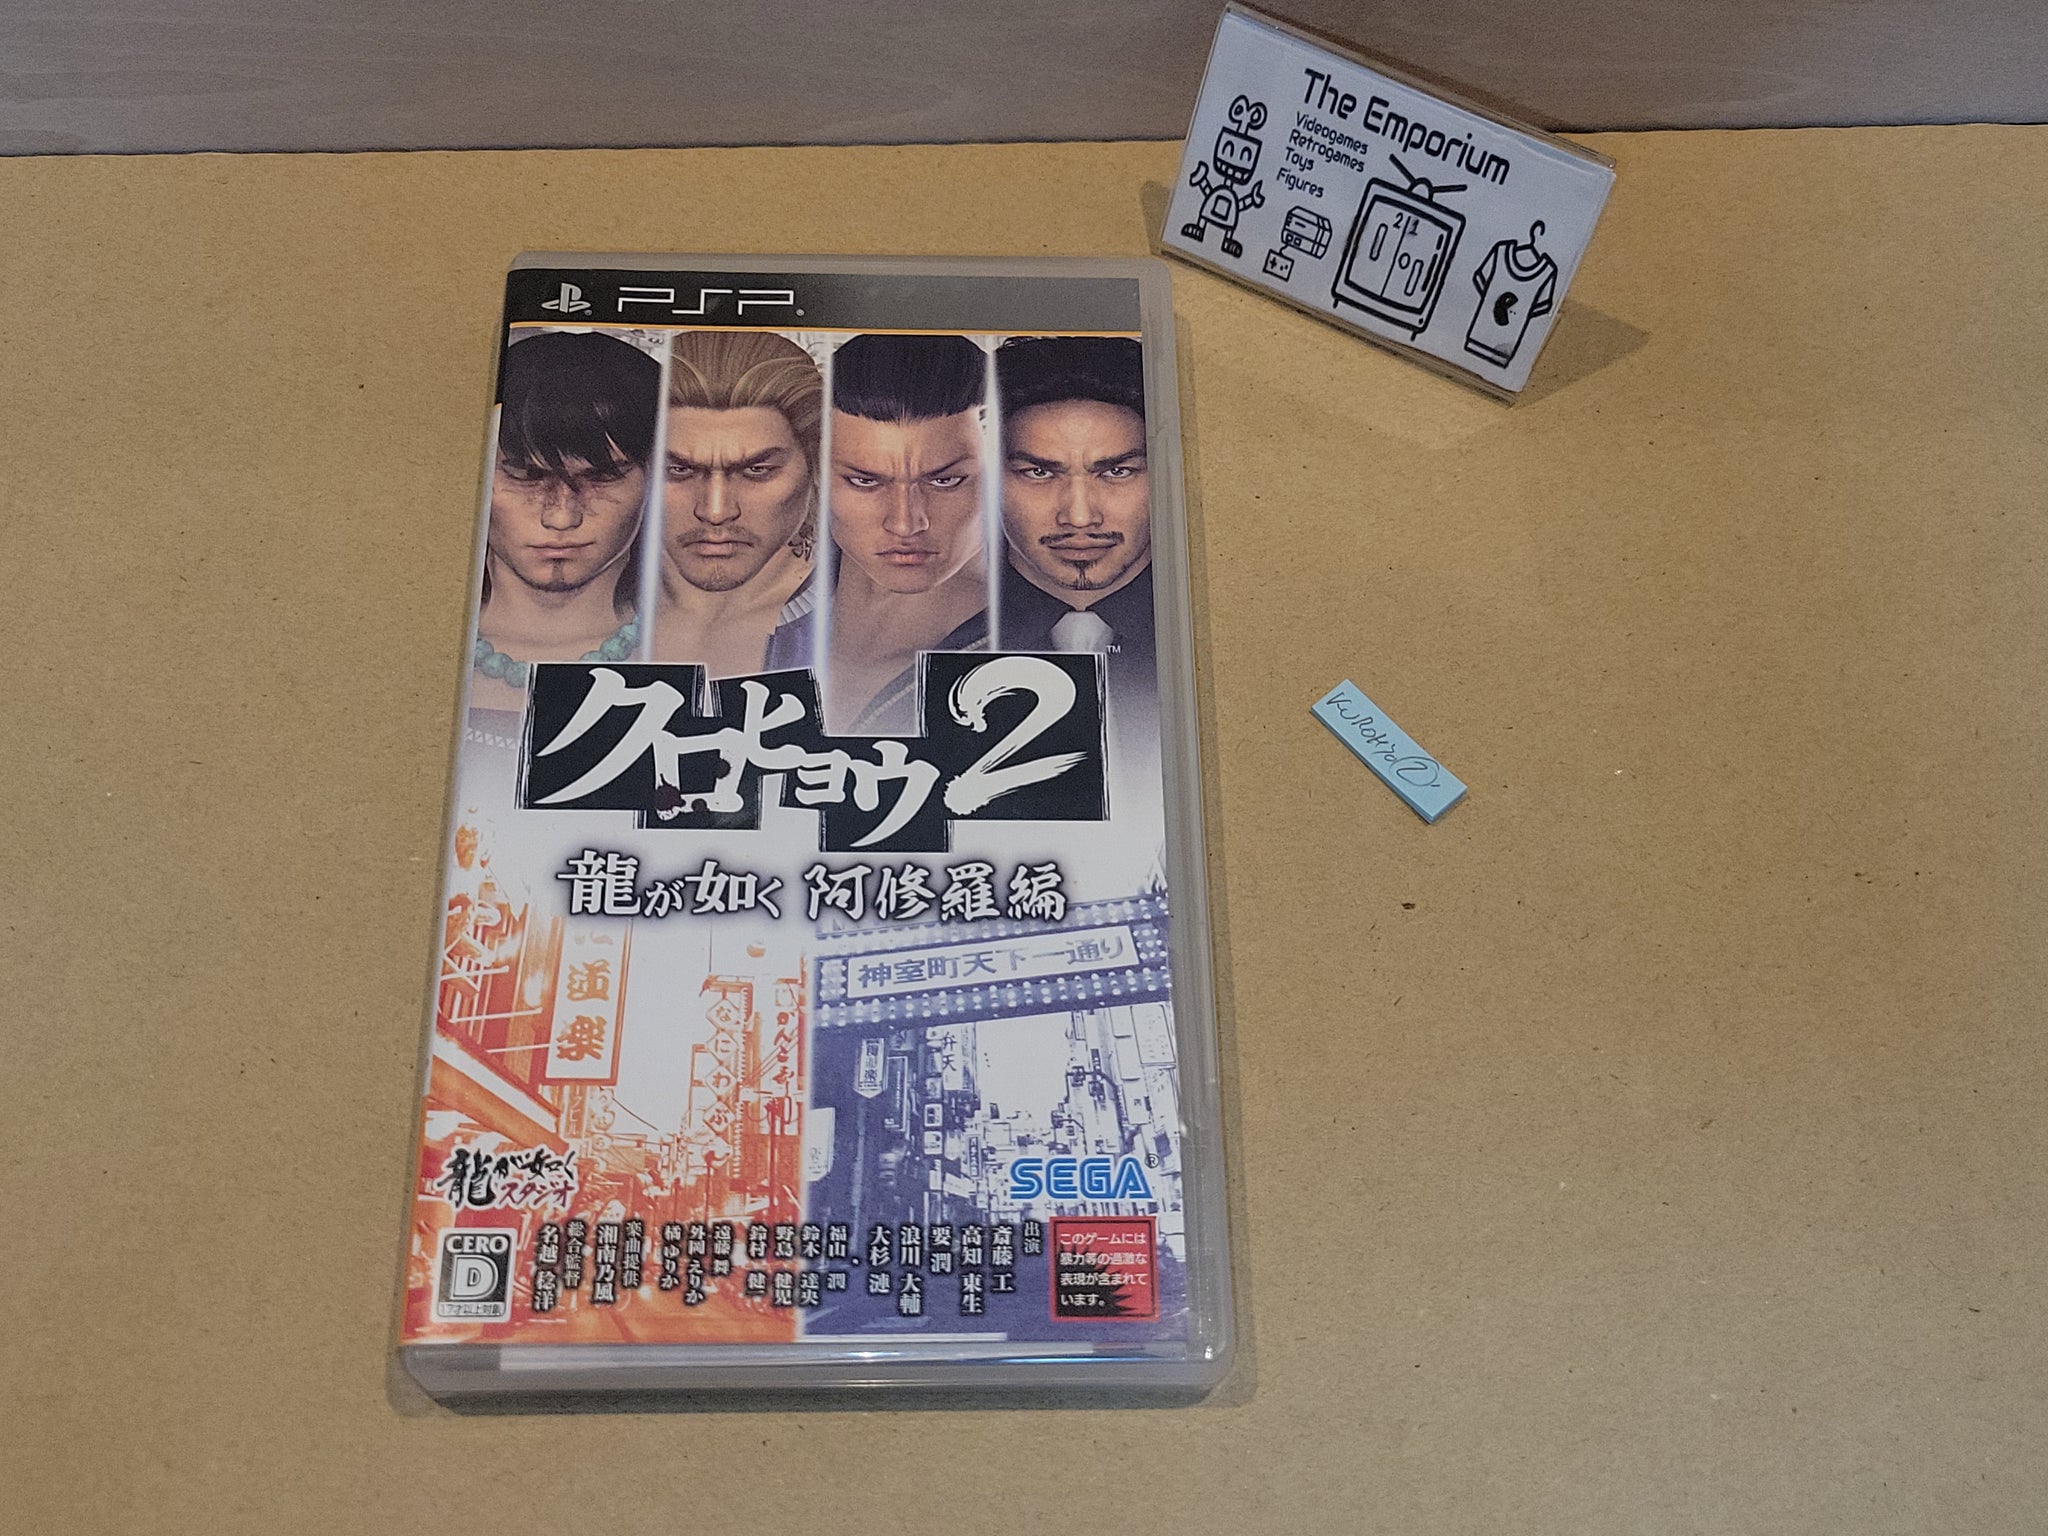 The Emporium
Videogames
Retrogames
Toys
Figures
2 1
PSP
クロヒョウ2
TM
龍が如く 阿修羅編
神室町天下一通り
逆楽
なにわぶ
弁天
龍が如く
スタジオ
SEGA®
CERO
D
17才以上対象
出演
斎藤 工
高知 東生
要 潤
浪川 大輔
大杉 漣
福山 潤
鈴木 達央
野島 健児
鈴村 健一
遠藤 舞
外岡 えりか
橘 ゆりか
楽曲提供
湘南乃風
総合監督
名越 稔洋
このゲームには
暴力等の過激な
表現が含まれて
います。
KUROHYO(2)